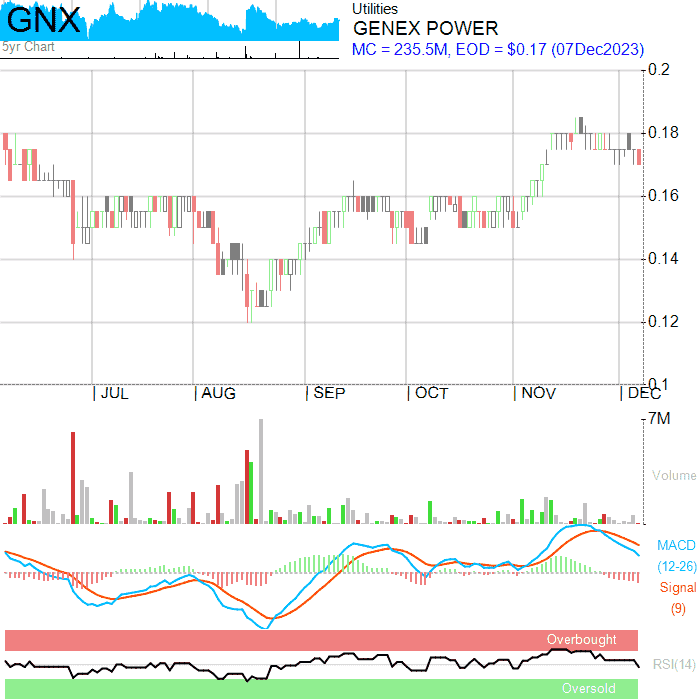 GNX
5yr Chart
Utilities
GENEX POWER
MC = 235.5M, EOD = $0.17 (07Dec2023)
0.2
0.18
0.16
0.14
0.12
0.1
JUL AUG SEP OCT NOV DEC
7M
Volume
MACD
(12-26)
Signal
(9)
Overbought
RSI(14)
Oversold